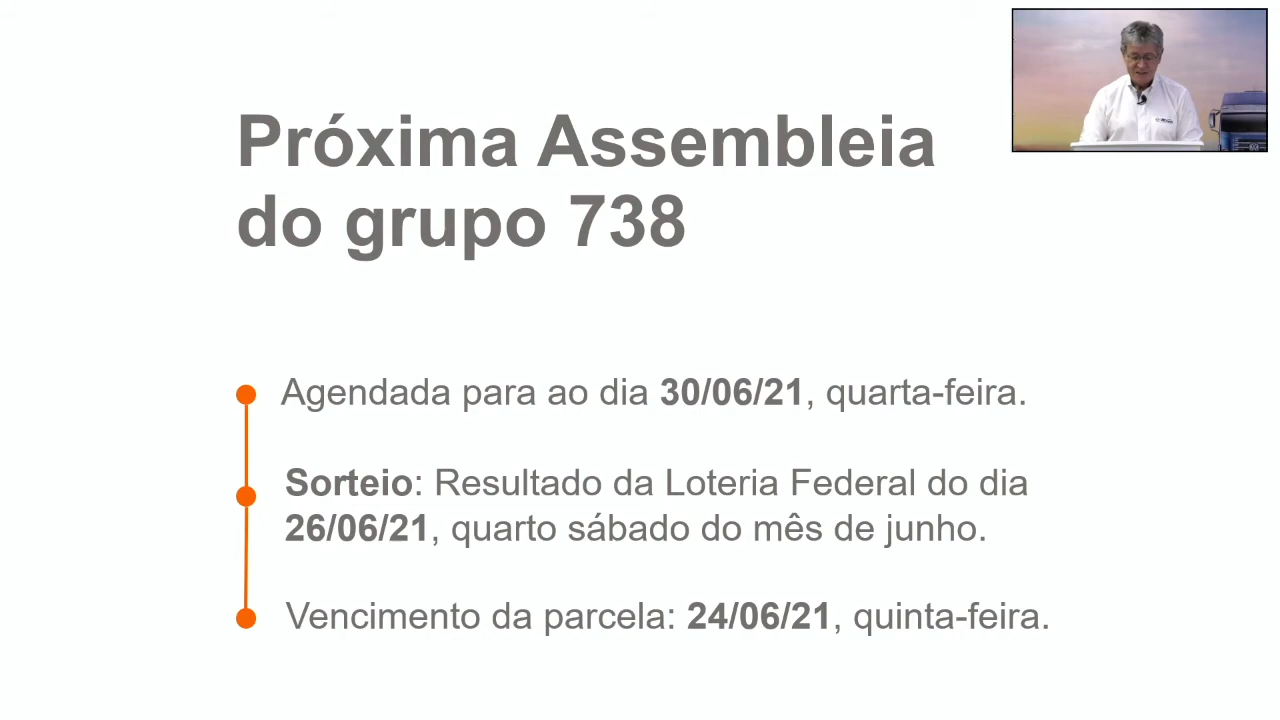 Próxima Assembleia
do grupo 738
Agendada para ao dia 30/06/21, quarta-feira.
Sorteio: Resultado da Loteria Federal do dia
26/06/21, quarto sábado do mês de junho.
Vencimento da parcela: 24/06/21, quinta-feira.